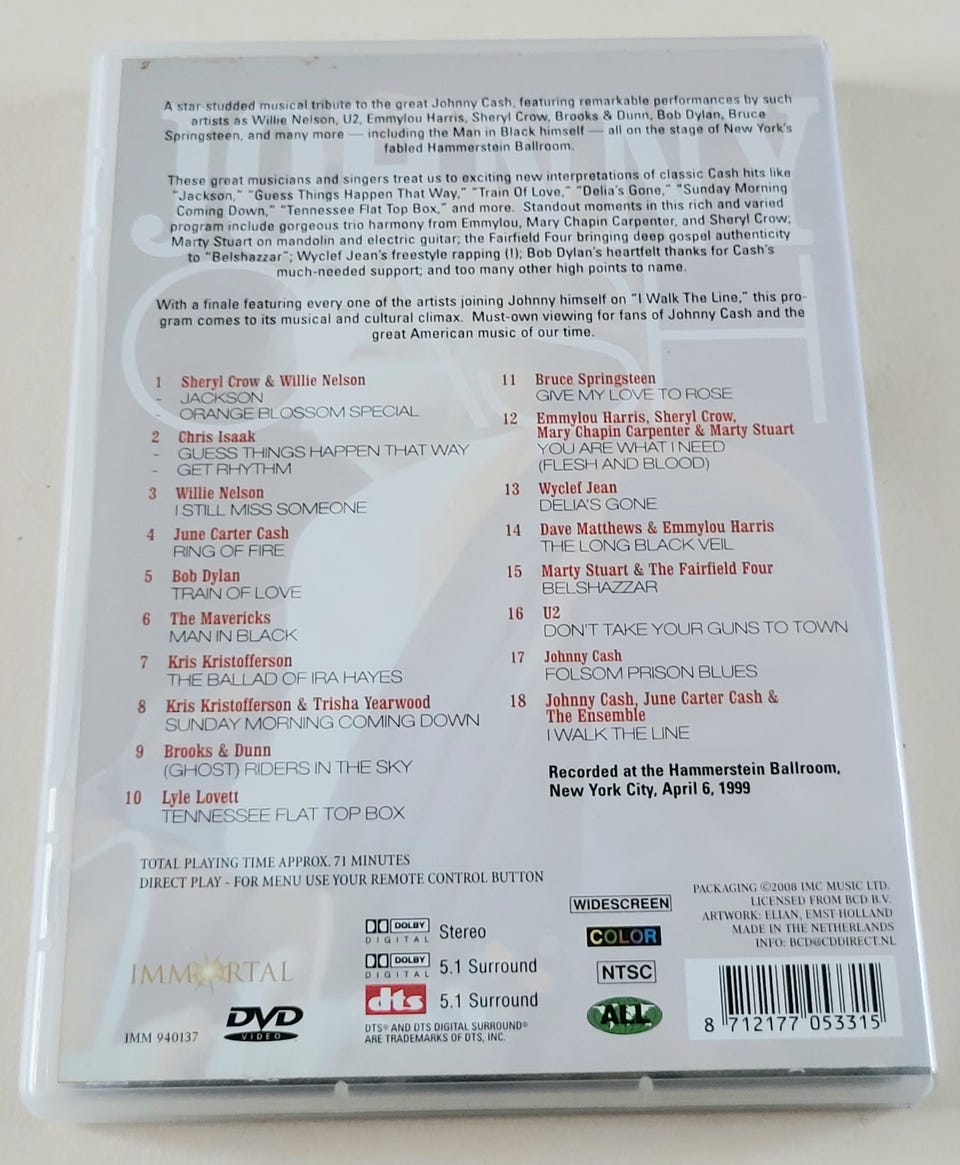 JOHNNY
CASH
A star-studded musical tribute to the great Johnny Cash, featuring remarkable performances by such
artists as Willie Nelson, U2, Emmylou Harris, Sheryl Crow, Brooks & Dunn, Bob Dylan, Bruce
Springsteen, and many more — including the Man in Black himself — all on the stage of New York's
fabled Hammerstein Ballroom.
These great musicians and singers treat us to exciting new interpretations of classic Cash hits like
"Jackson," "Guess Things Happen That Way," "Train Of Love," "Delia's Gone," "Sunday Morning
Coming Down," "Tennessee Flat Top Box," and more. Standout moments in this rich and varied
program include gorgeous trio harmony from Emmylou, Mary Chapin Carpenter, and Sheryl Crow;
Marty Stuart on mandolin and electric guitar; the Fairfield Four bringing deep gospel authenticity
to "Belshazzar"; Wyclef Jean's freestyle rapping (!); Bob Dylan's heartfelt thanks for Cash's
much-needed support; and too many other high points to name.
With a finale featuring every one of the artists joining Johnny himself on "I Walk The Line," this pro-
gram comes to its musical and cultural climax. Must-own viewing for fans of Johnny Cash and the
great American music of our time.
1 Sheryl Crow & Willie Nelson
- JACKSON
- ORANGE BLOSSOM SPECIAL
2 Chris Isaak
- GUESS THINGS HAPPEN THAT WAY
- GET RHYTHM
3 Willie Nelson
I STILL MISS SOMEONE
4 June Carter Cash
RING OF FIRE
5 Bob Dylan
TRAIN OF LOVE
6 The Mavericks
MAN IN BLACK
7 Kris Kristofferson
THE BALLAD OF IRA HAYES
8 Kris Kristofferson & Trisha Yearwood
SUNDAY MORNING COMING DOWN
9 Brooks & Dunn
(GHOST) RIDERS IN THE SKY
10 Lyle Lovett
TENNESSEE FLAT TOP BOX
11 Bruce Springsteen
GIVE MY LOVE TO ROSE
12 Emmylou Harris, Sheryl Crow,
Mary Chapin Carpenter & Marty Stuart
YOU ARE WHAT I NEED
(FLESH AND BLOOD)
13 Wyclef Jean
DELIA'S GONE
14 Dave Matthews & Emmylou Harris
THE LONG BLACK VEIL
15 Marty Stuart & The Fairfield Four
BELSHAZZAR
16 U2
DON'T TAKE YOUR GUNS TO TOWN
17 Johnny Cash
FOLSOM PRISON BLUES
18 Johnny Cash, June Carter Cash &
The Ensemble
I WALK THE LINE
Recorded at the Hammerstein Ballroom,
New York City, April 6, 1999
TOTAL PLAYING TIME APPROX. 71 MINUTES
DIRECT PLAY - FOR MENU USE YOUR REMOTE CONTROL BUTTON
IMMORTAL
IMM 940137
DVD
VIDEO
DOLBY
DIGITAL
Stereo
DOLBY
DIGITAL
5.1 Surround
dts 5.1 Surround
DTS® AND DTS DIGITAL SURROUND®
ARE TRADEMARKS OF DTS, INC.
WIDESCREEN
COLOR
NTSC
ALL
PACKAGING ©2008 IMC MUSIC LTD.
LICENSED FROM BCD B.V.
ARTWORK: ELIAN, EMST-HOLLAND
MADE IN THE NETHERLANDS
INFO: BCD@CDDIRECT.NL
8 712177 053315